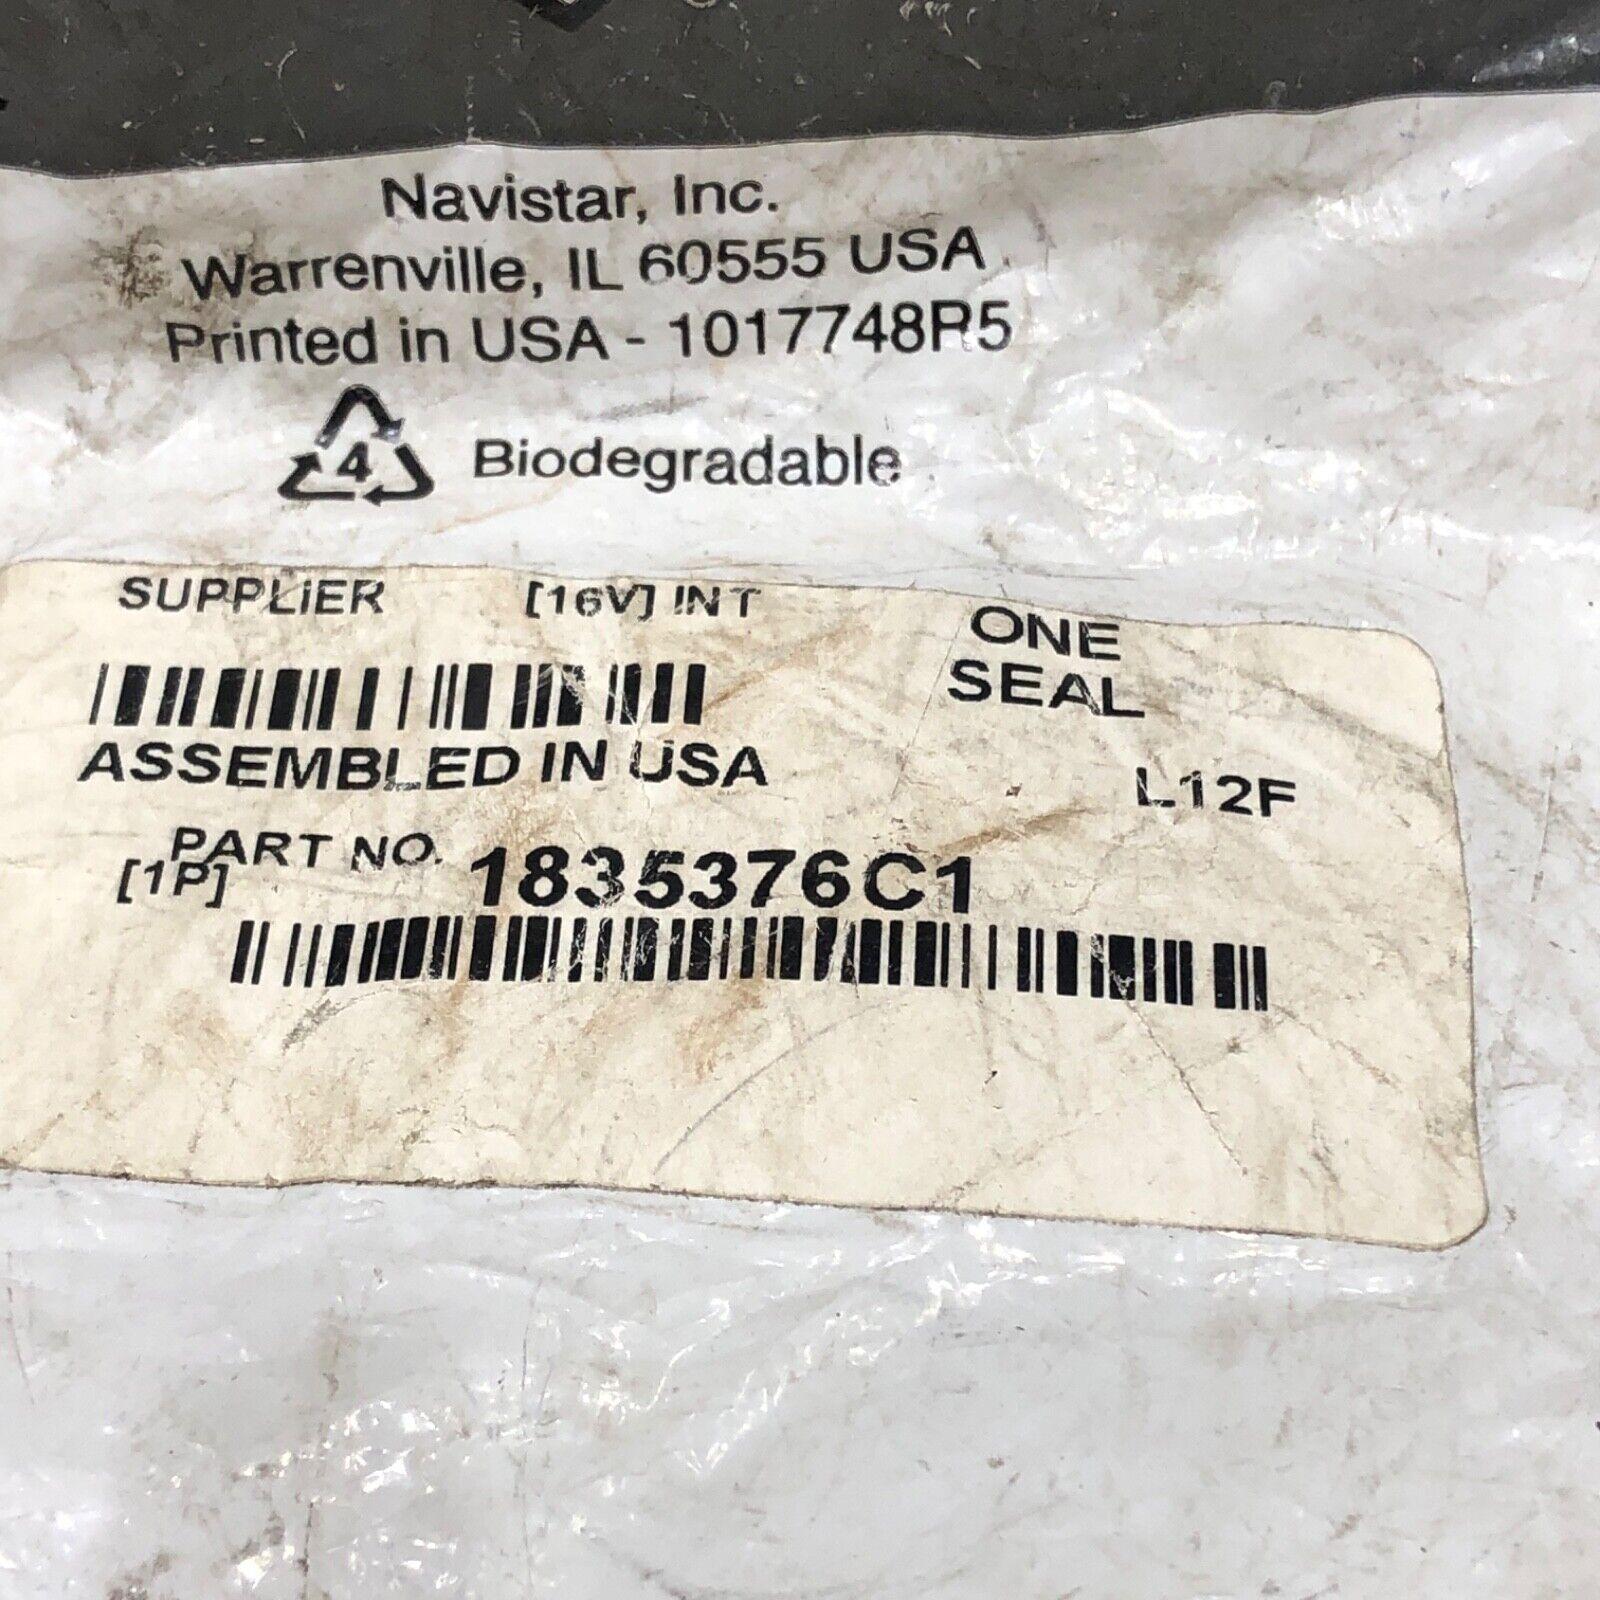 Navistar, Inc.
Warrenville, IL 60555 USA
Printed in USA - 1017748R5
4 Biodegradable
SUPPLIER [16V] INT
ONE
SEAL
ASSEMBLED IN USA
L12F
PART NO. 1835376C1
[1P]